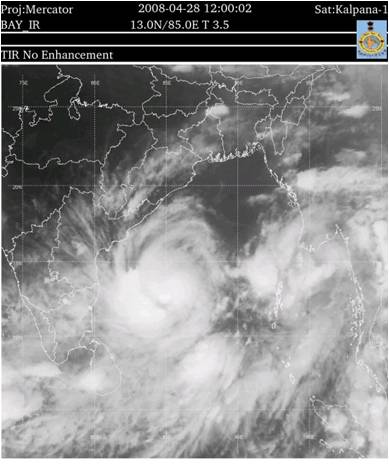 Proj:Mercator 2008-04-28 12:00:02 Sat:Kalpana-1
BAY_IR 13.0N/85.0E T 3.5
TIR No Enhancement
20N